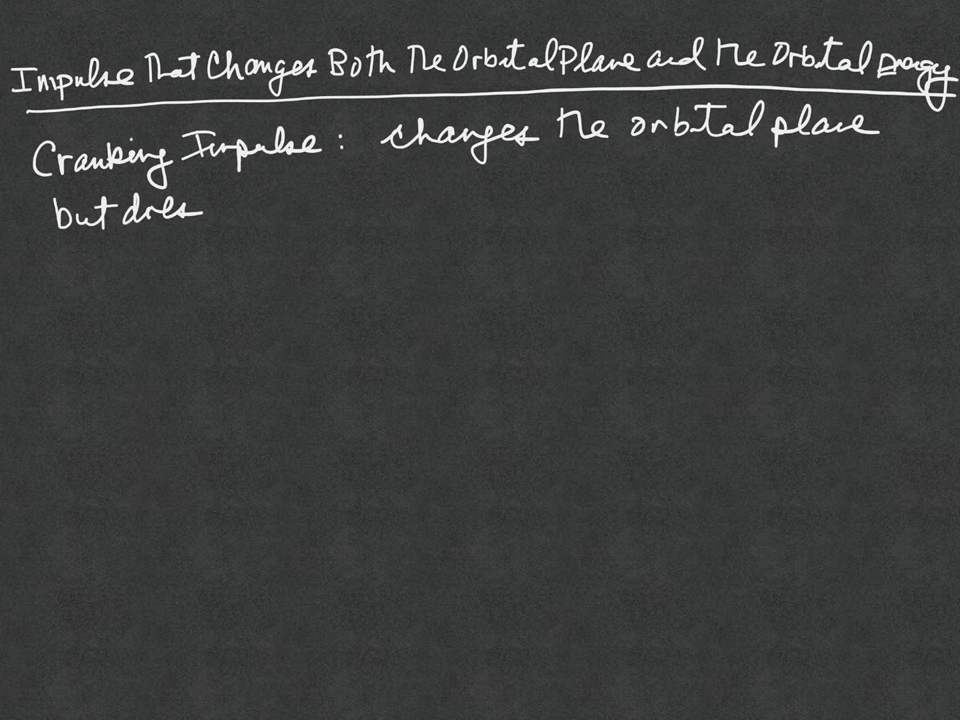 Impulse That Changes Both The Orbital Plane and the Orbital Energy
Cranking Impulse: changes the orbital plane
but does